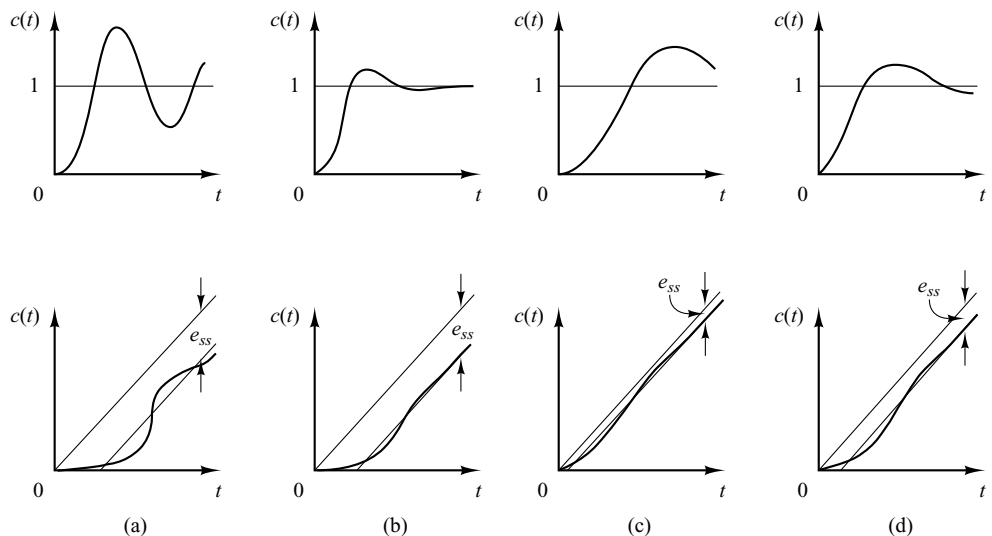 c(t) c(t) c(t) c(t)
1 1 1 1
0 t 0 t 0 t 0 t
e_ss e_ss
c(t) c(t) c(t) c(t)
e_ss e_ss
0 t 0 t 0 t 0 t
(a) (b) (c) (d)